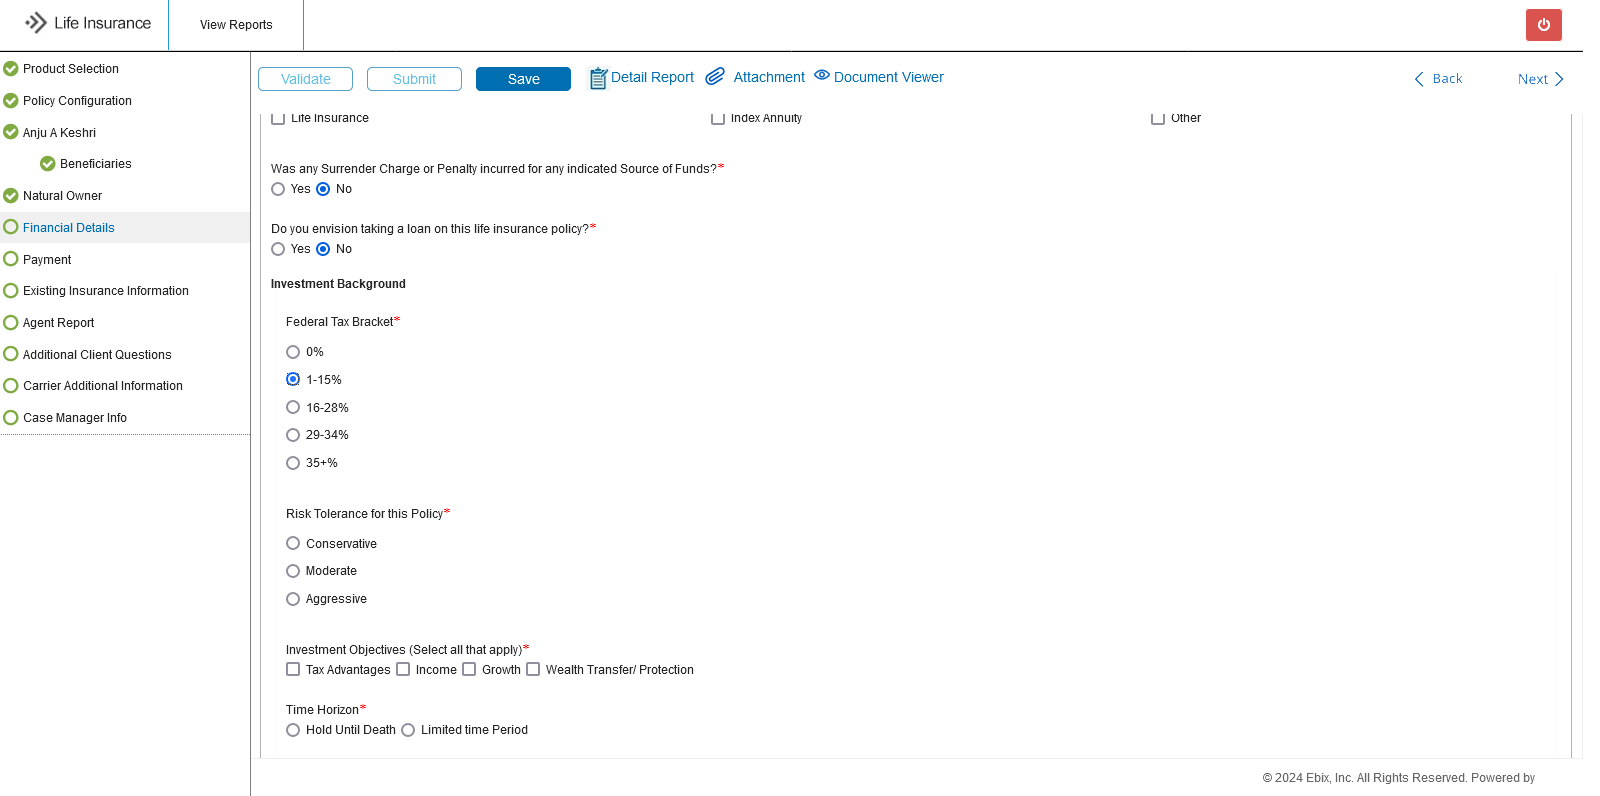 Life Insurance
View Reports
Product Selection
Policy Configuration
Anju A Keshri
Beneficiaries
Natural Owner
Financial Details
Payment
Existing Insurance Information
Agent Report
Additional Client Questions
Carrier Additional Information
Case Manager Info
Validate Submit Save Detail Report Attachment Document Viewer Back Next
Life Insurance Index Annuity Other
Was any Surrender Charge or Penalty incurred for any indicated Source of Funds?*
Yes No
Do you envision taking a loan on this life insurance policy?*
Yes No
Investment Background
Federal Tax Bracket*
0%
1-15%
16-28%
29-34%
35+%
Risk Tolerance for this Policy*
Conservative
Moderate
Aggressive
Investment Objectives (Select all that apply)*
Tax Advantages Income Growth Wealth Transfer/ Protection
Time Horizon*
Hold Until Death Limited time Period
© 2024 Ebix, Inc. All Rights Reserved. Powered by